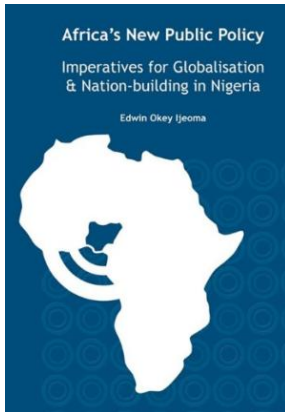 Africa's New Public Policy
Imperatives for Globalisation
& Nation-building in Nigeria
Edwin Okey Ijeoma